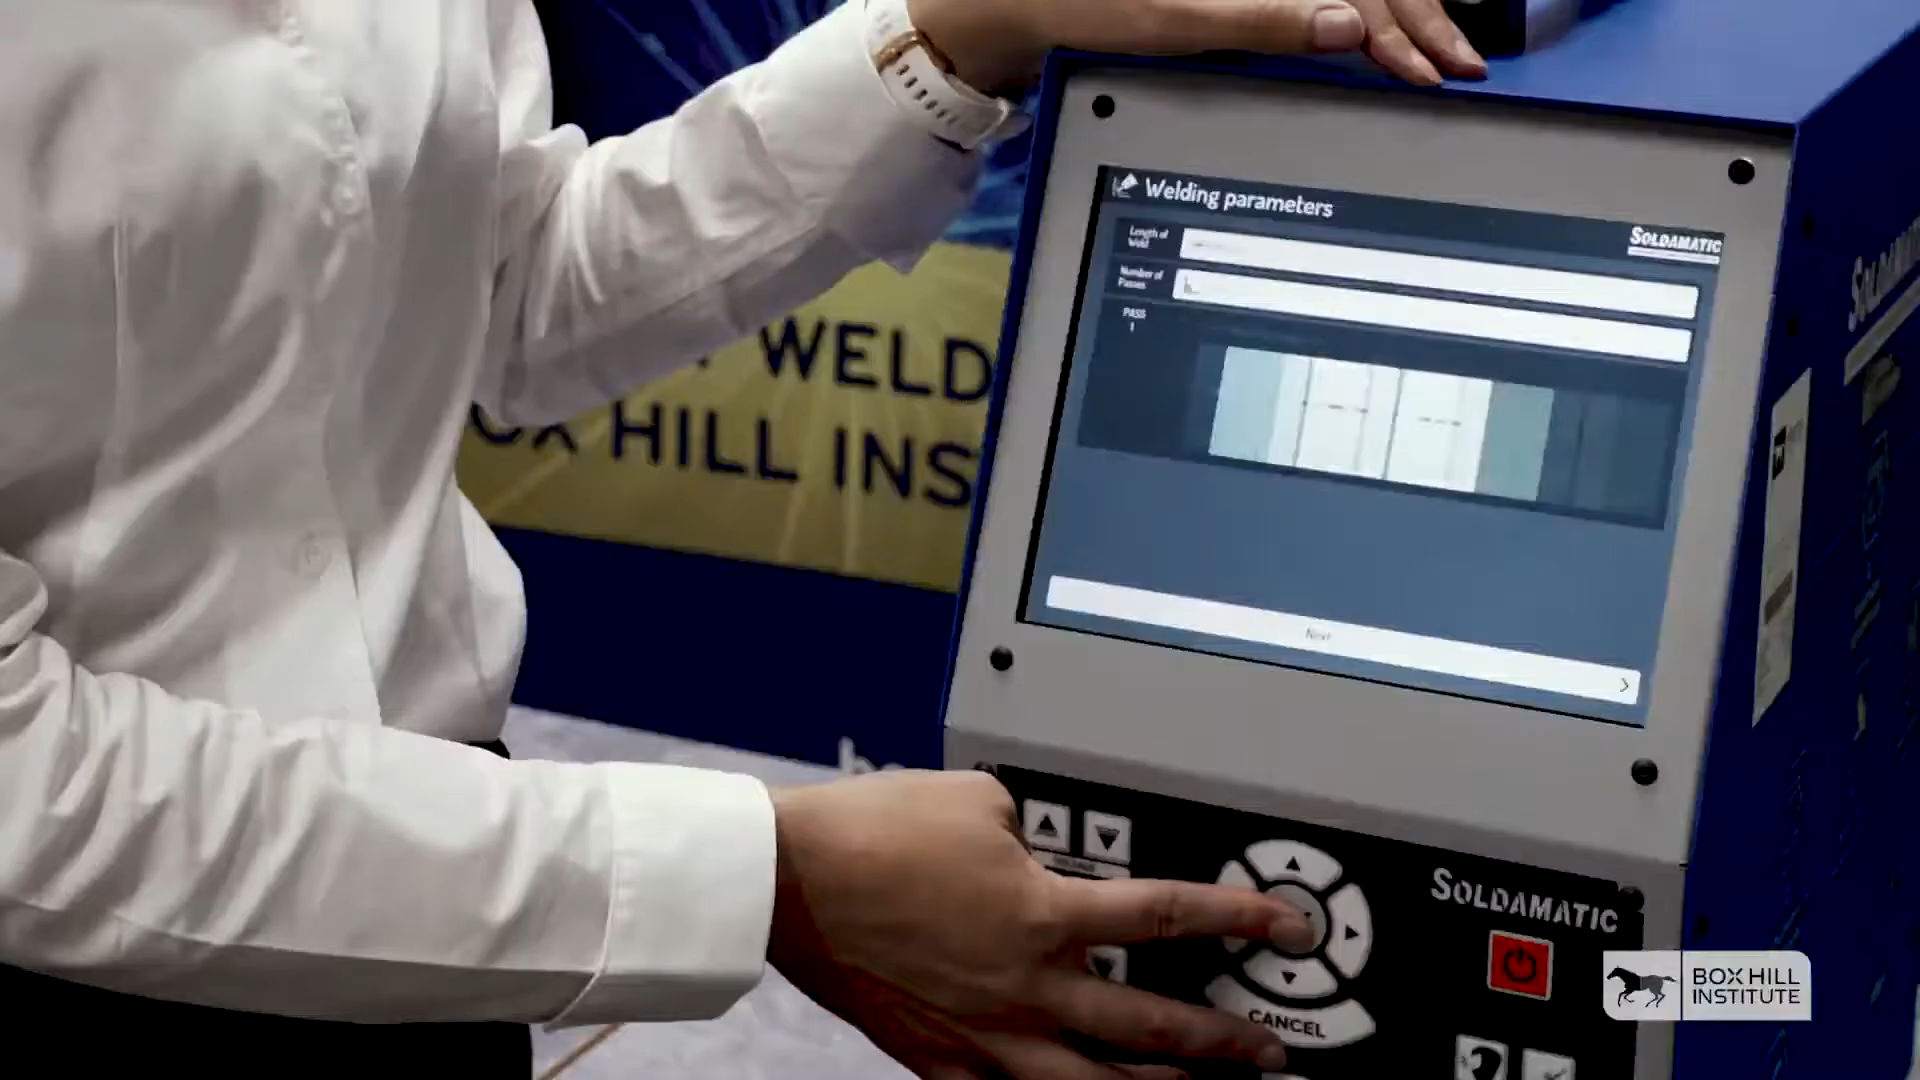 WELD
BOX HILL INS
Welding parameters
SOLDAMATIC
Length of
Weld
Number of
Passes
PASS
1
Next
SOLDAMATIC
CANCEL
BOX HILL
INSTITUTE